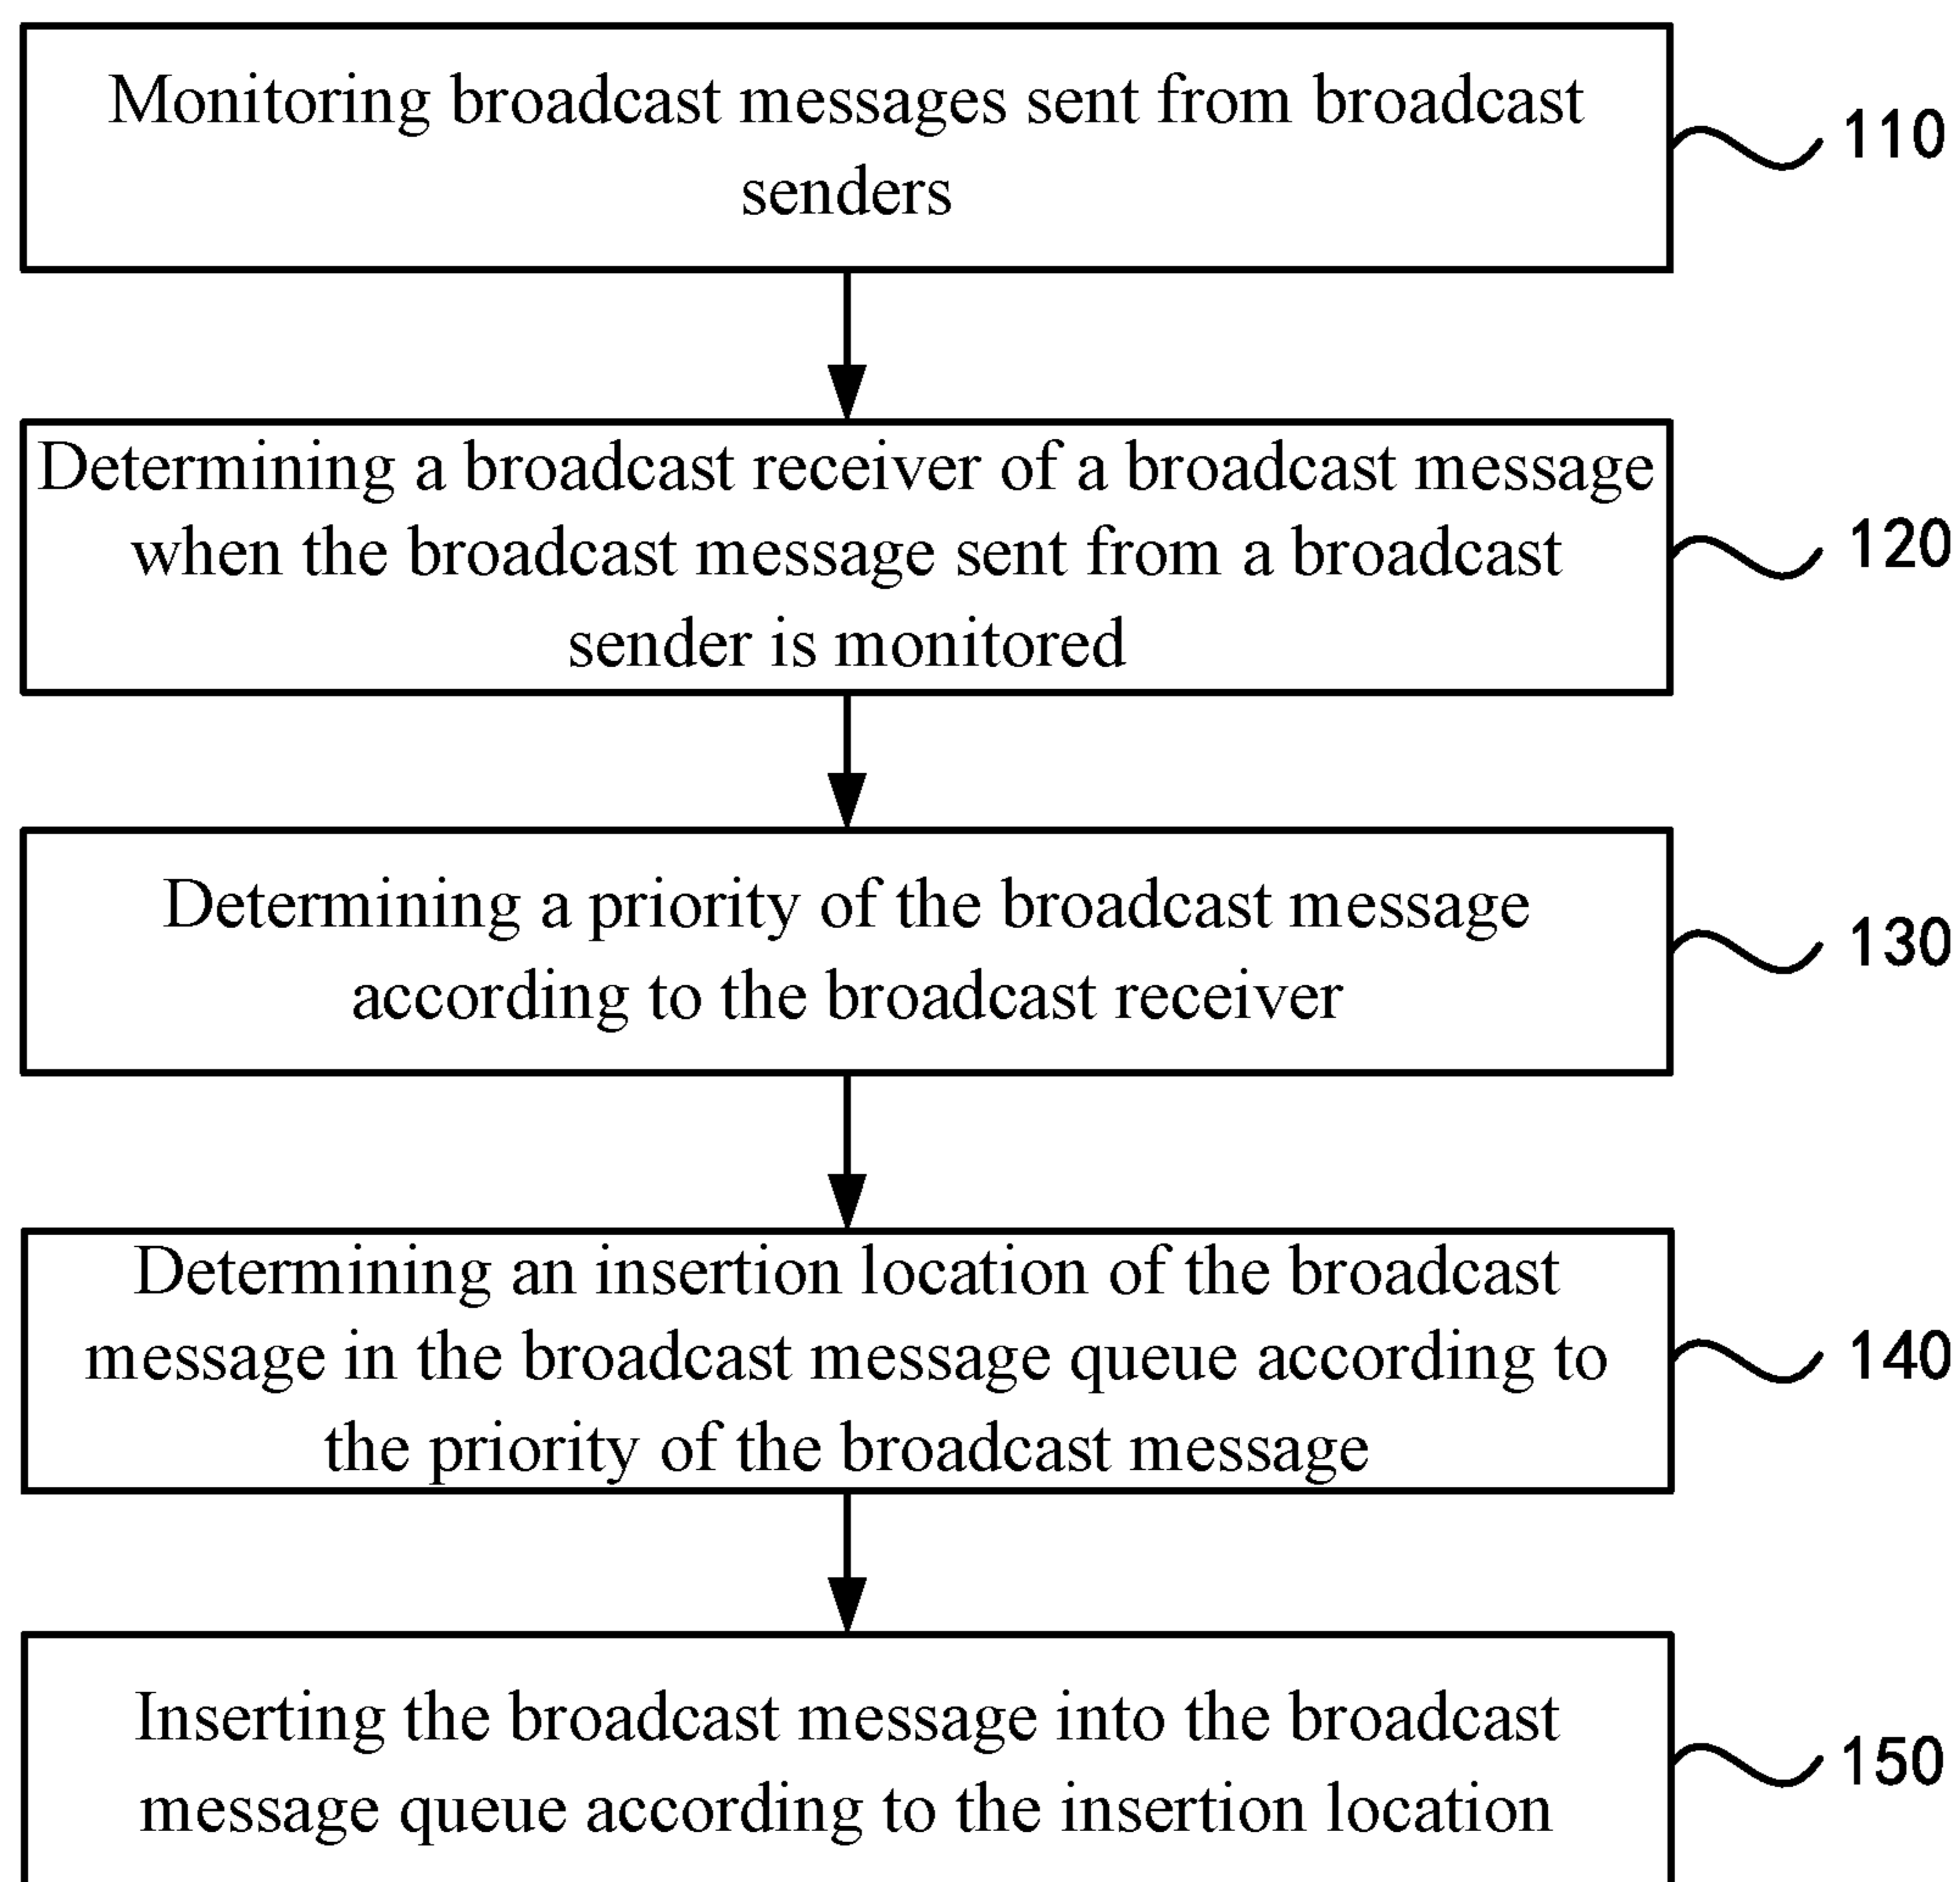 Monitoring broadcast messages sent from broadcast
senders
110
Determining a broadcast receiver of a broadcast message
when the broadcast message sent from a broadcast
sender is monitored
120
Determining a priority of the broadcast message
according to the broadcast receiver
130
Determining an insertion location of the broadcast
message in the broadcast message queue according to
the priority of the broadcast message
140
Inserting the broadcast message into the broadcast
message queue according to the insertion location
150